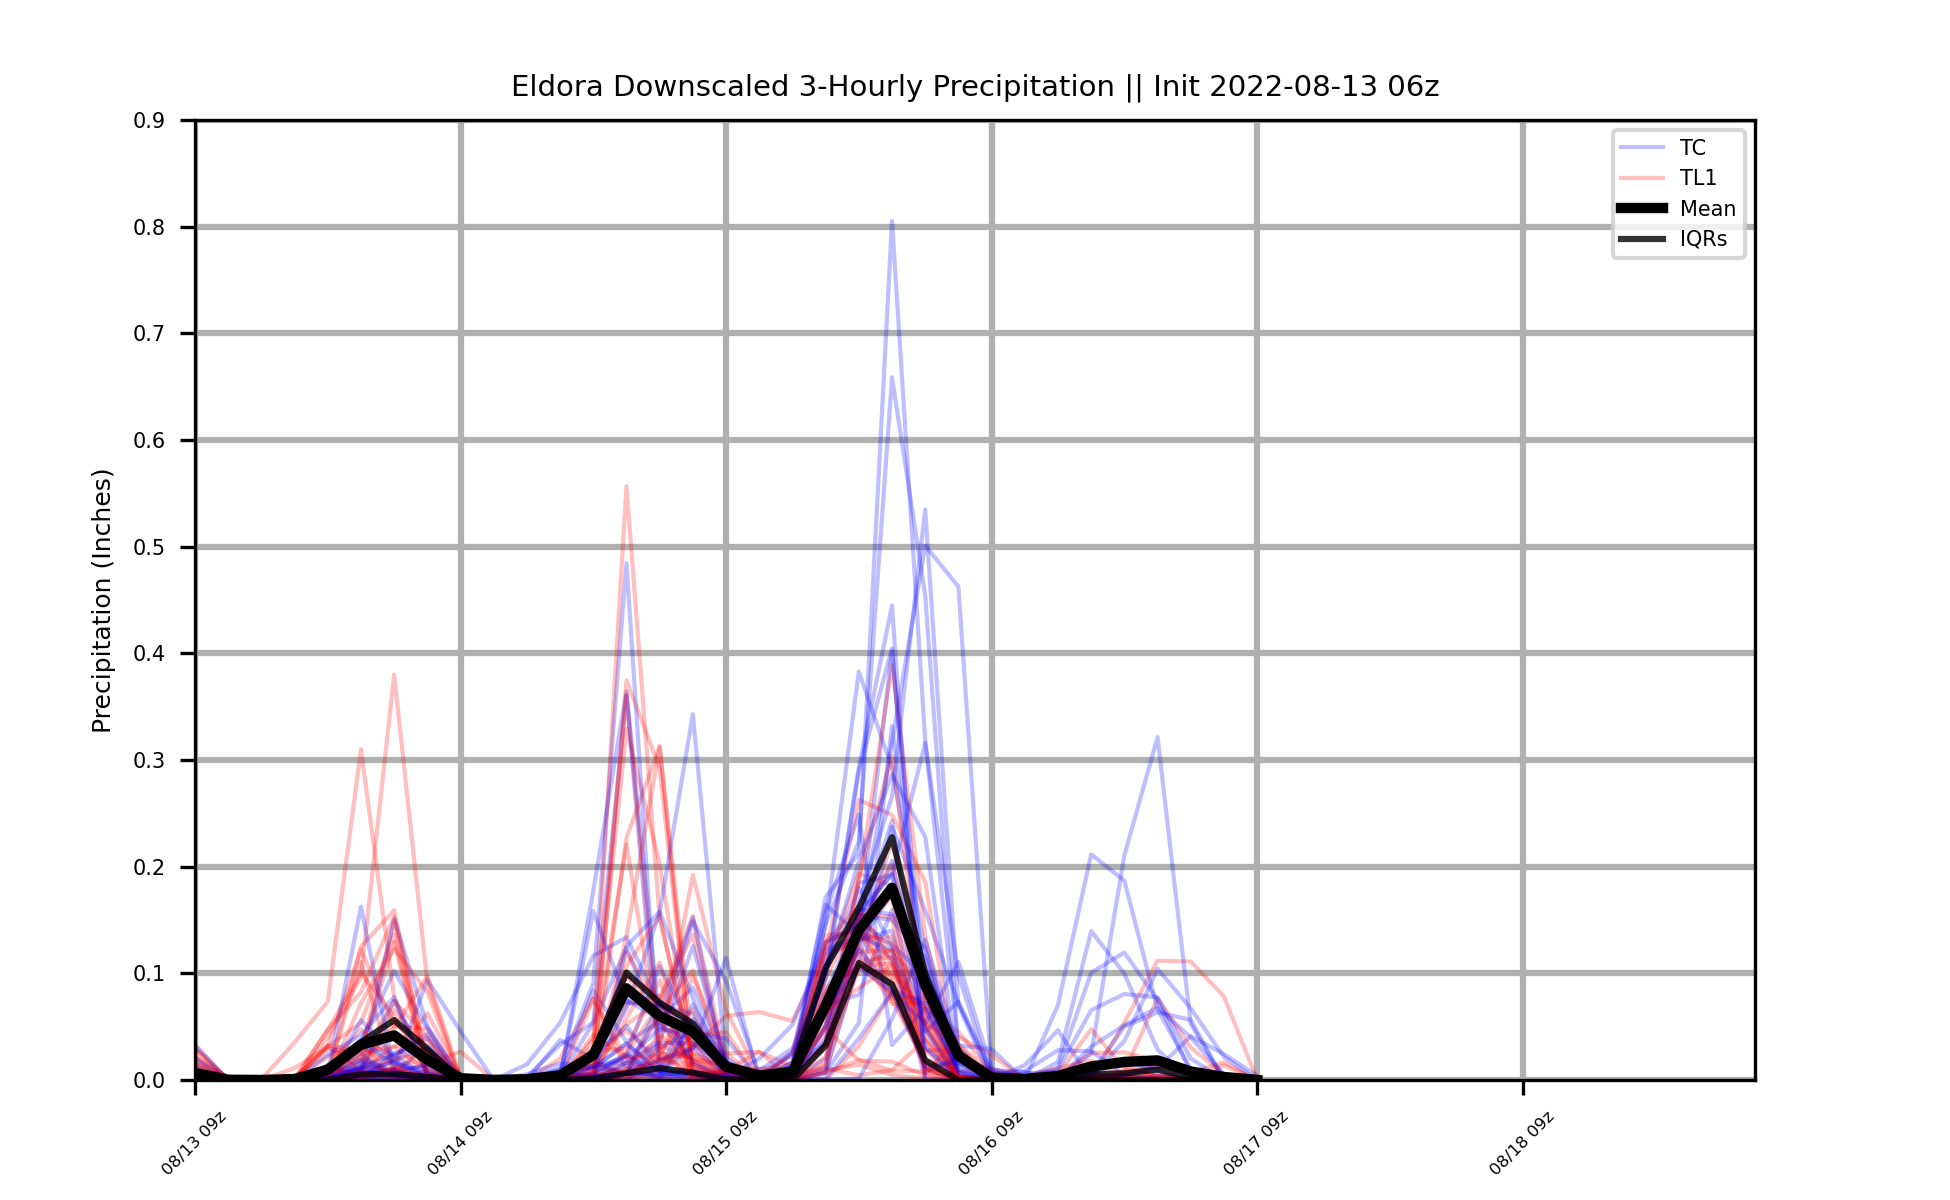 Eldora Downscaled 3-Hourly Precipitation || Init 2022-08-13 06z
TC
TL1
Mean
IQRs
Precipitation (Inches)
0.9
0.8
0.7
0.6
0.5
0.4
0.3
0.2
0.1
0.0
08/13 09z
08/14 09z
08/15 09z
08/16 09z
08/17 09z
08/18 09z